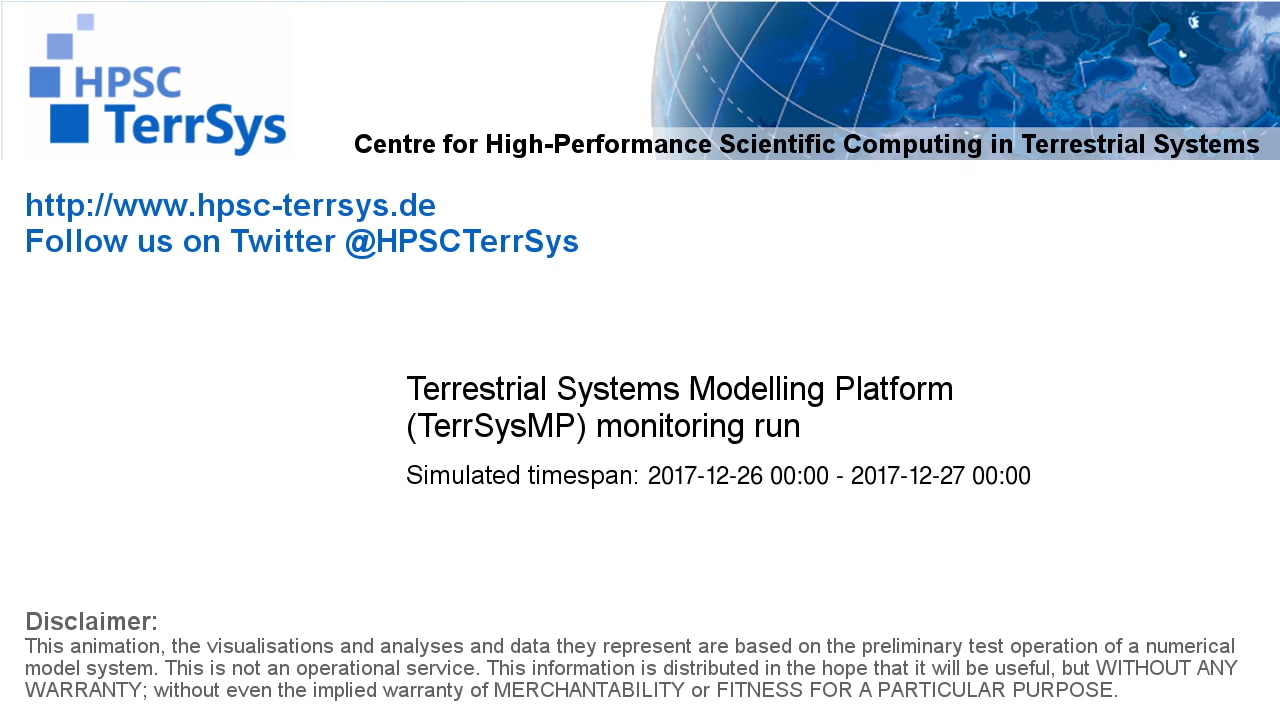 HPSC
TerrSys
Centre for High-Performance Scientific Computing in Terrestrial Systems
http://www.hpsc-terrsys.de
Follow us on Twitter @HPSCTerrSys
Terrestrial Systems Modelling Platform
(TerrSysMP) monitoring run
Simulated timespan: 2017-12-26 00:00 - 2017-12-27 00:00
Disclaimer:
This animation, the visualisations and analyses and data they represent are based on the preliminary test operation of a numerical
model system. This is not an operational service. This information is distributed in the hope that it will be useful, but WITHOUT ANY
WARRANTY; without even the implied warranty of MERCHANTABILITY or FITNESS FOR A PARTICULAR PURPOSE.